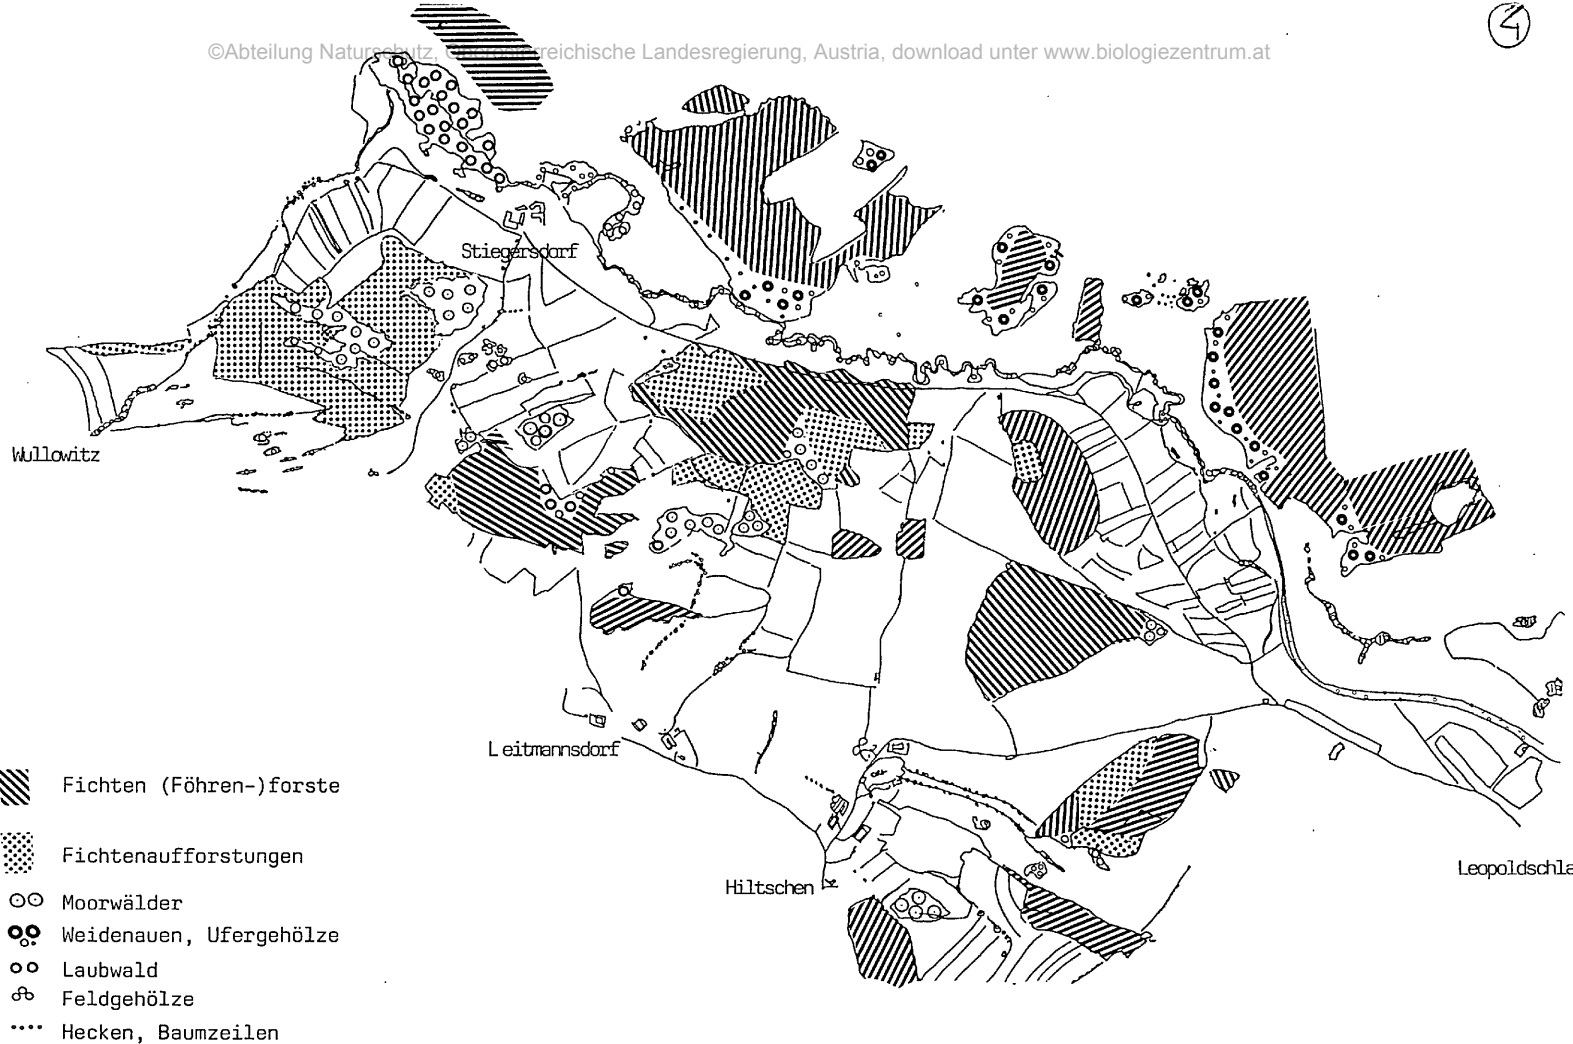 4
©Abteilung Naturschutz, Oberösterreichische Landesregierung, Austria, download unter www.biologiezentrum.at
Stiegersdorf
Wullowitz
Leitmannsdorf
Fichten (Föhren-)forste
Fichtenaufforstungen
Leopoldschla
Hiltschen
Moorwälder
Weidenauen, Ufergehölze
Laubwald
Feldgehölze
Hecken, Baumzeilen